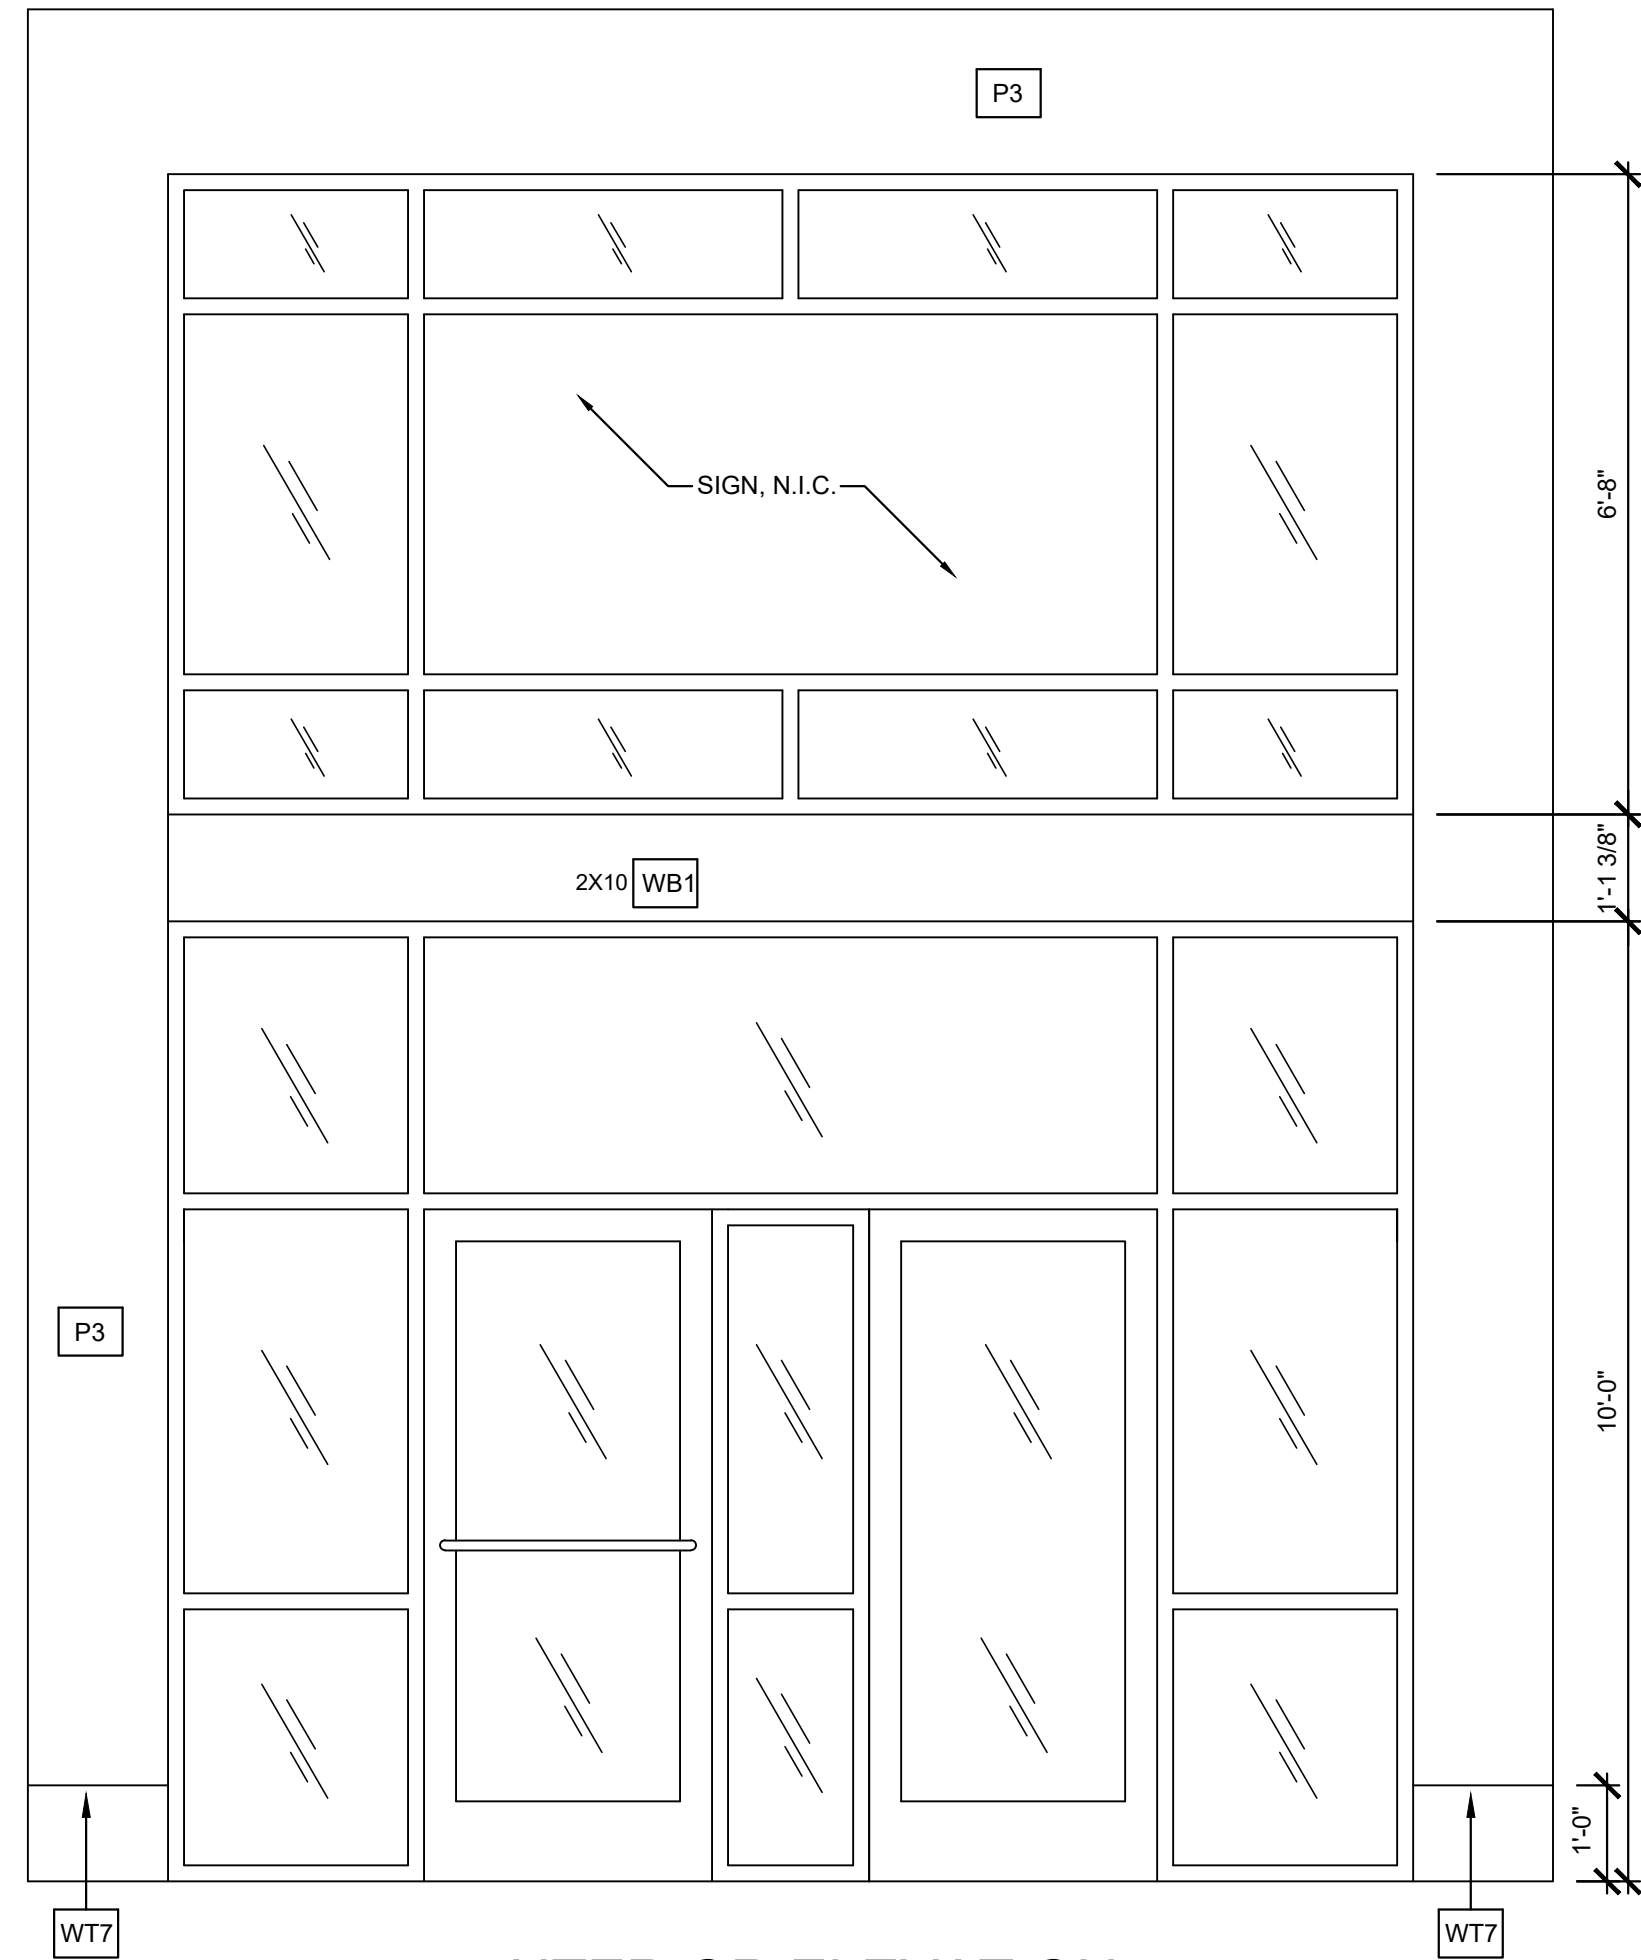 P3
6'-8"
SIGN, N.I.C.
1'-1 3/8"
2X10 WB1
P3
10'-0"
1'-0"
WT7
WT7